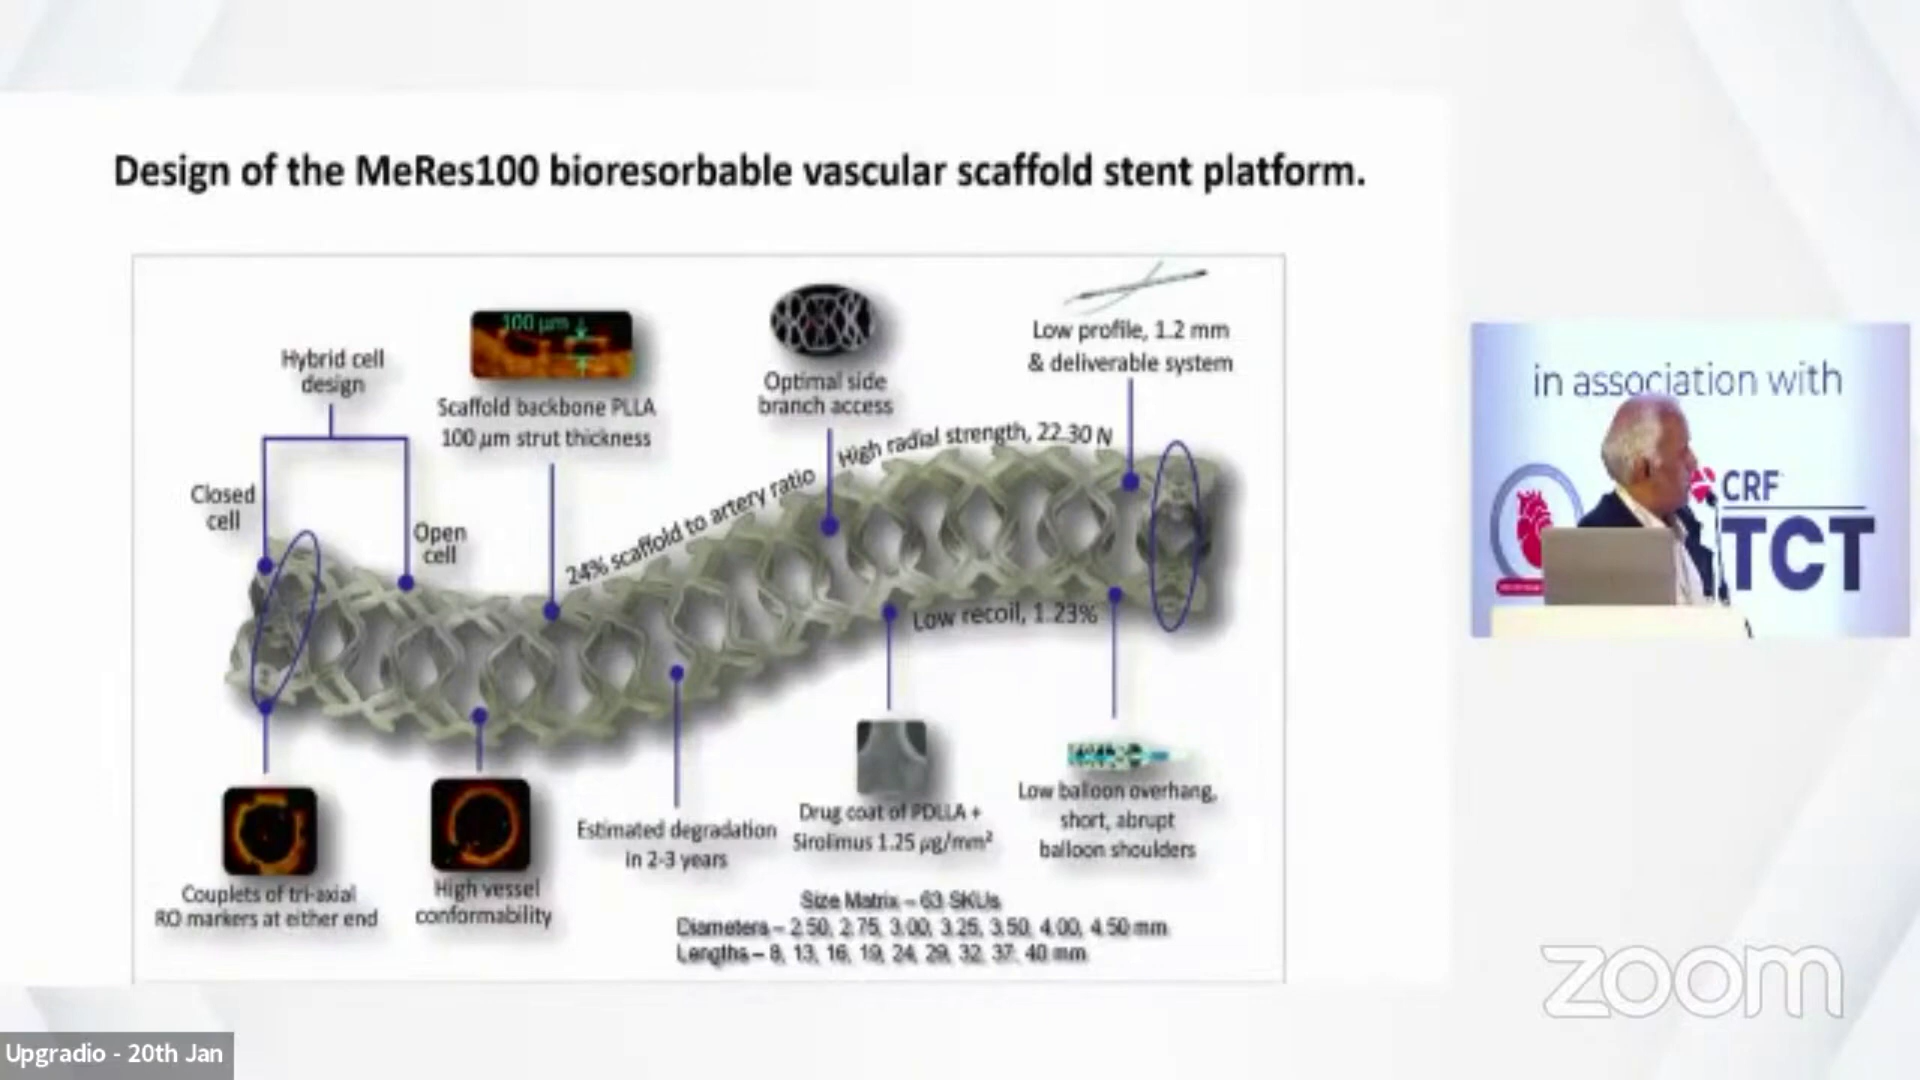 Design of the MeRes100 bioresorbable vascular scaffold stent platform.
Hybrid cell
design
Closed
cell
Open
cell
100 µm
Scaffold backbone PLLA
100 µm strut thickness
24% scaffold to artery ratio
Optimal side
branch access
High radial strength, 22.30 N
Low profile, 1.2 mm
& deliverable system
Low recoil, 1.23%
Couplets of tri-axial
RO markers at either end
High vessel
conformability
Estimated degradation
in 2-3 years
Drug coat of PDLLA +
Sirolimus 1.25 µg/mm²
Low balloon overhang,
short, abrupt
balloon shoulders
Size Matrix – 63 SKUs
Diameters – 2.50, 2.75, 3.00, 3.25, 3.50, 4.00, 4.50 mm
Lengths – 8, 13, 16, 19, 24, 29, 32, 37, 40 mm
in association with
CRF
TCT
zoom
Upgradio - 20th Jan